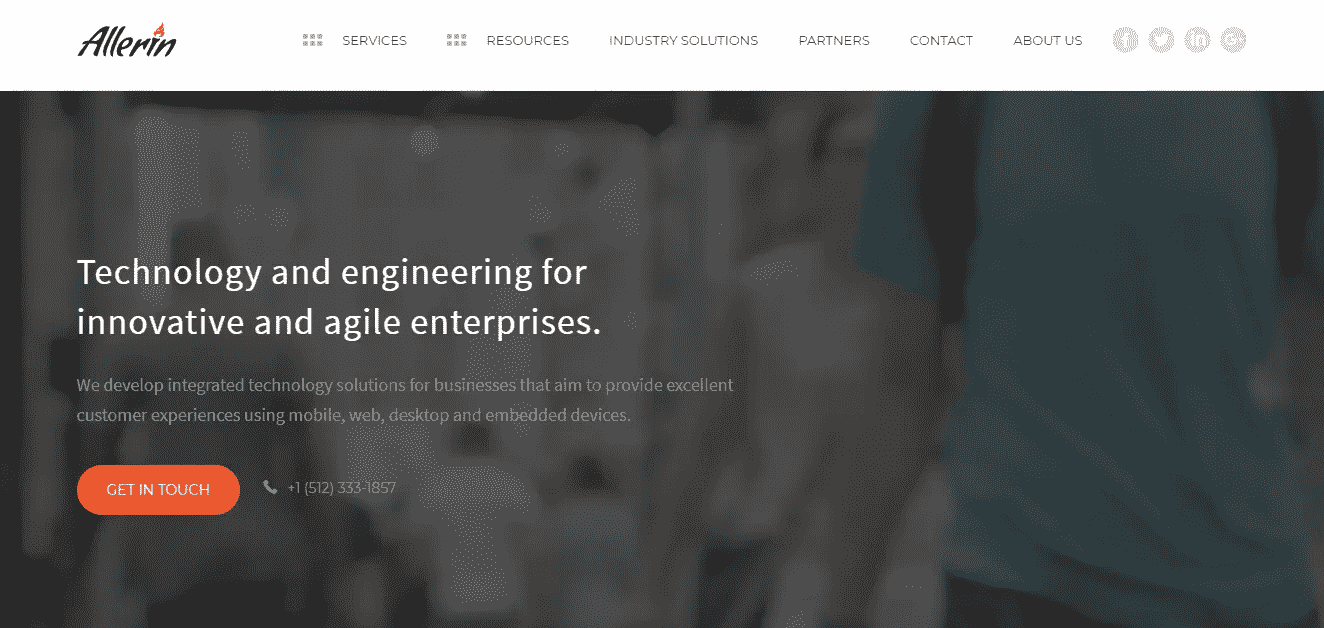 Allerin
SERVICES
RESOURCES
INDUSTRY SOLUTIONS
PARTNERS
CONTACT
ABOUT US
Technology and engineering for
innovative and agile enterprises.
We develop integrated technology solutions for businesses that aim to provide excellent
customer experiences using mobile, web, desktop and embedded devices.
GET IN TOUCH
+1 (512) 333-1857